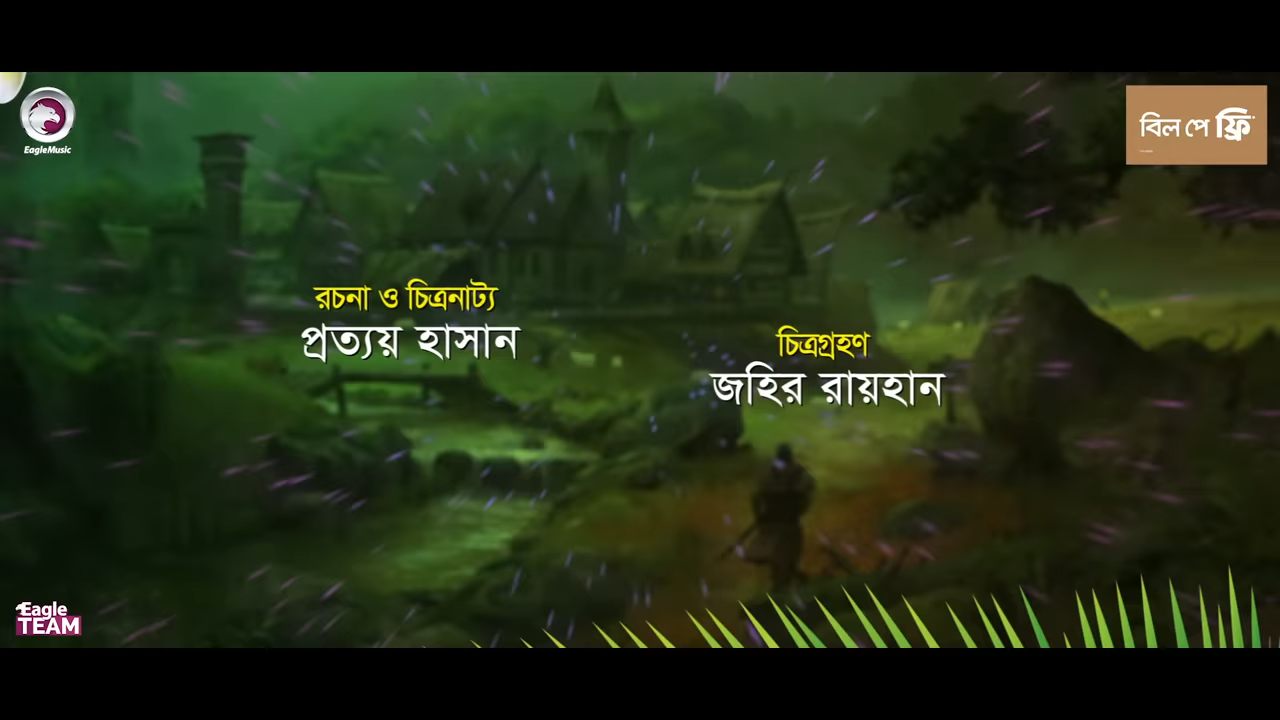 EagleMusic
বিল পে ফ্রি
রচনা ও চিত্রনাট্য
প্রত্যয় হাসান
চিত্রগ্রহণ
জহির রায়হান
Eagle
TEAM